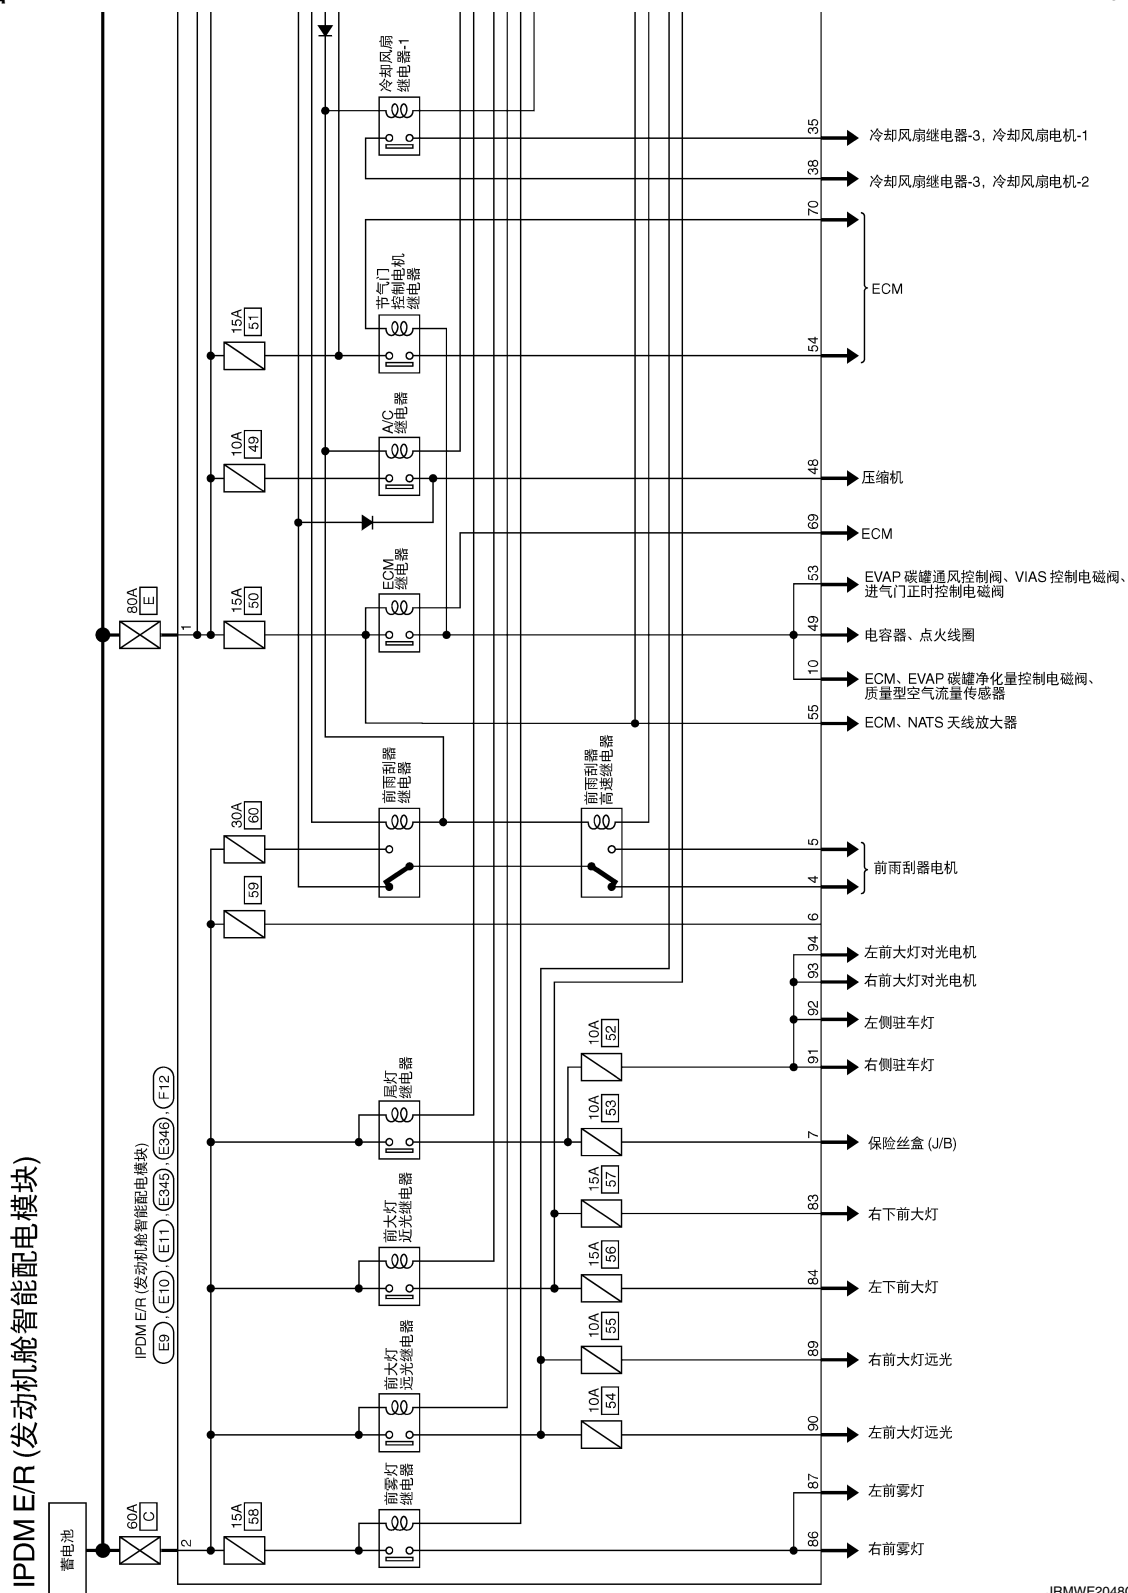 IPDM E/R (发动机舱智能配电模块)
蓄电池
60A
C
2
80A
E
1
IPDM E/R (发动机舱智能配电模块)
E9 , E10 , E11 , E345 , E346 , F12
15A
58
59
30A
60
15A
50
10A
49
15A
51
前雾灯
继电器
前大灯
远光继电器
前大灯
近光继电器
尾灯
继电器
前雨刮器
继电器
前雨刮器
高速继电器
ECM
继电器
A/C
继电器
节气门
控制电机
继电器
冷却风扇
继电器-1
10A
54
10A
55
15A
56
15A
57
10A
53
10A
52
35
冷却风扇继电器-3, 冷却风扇电机-1
38
冷却风扇继电器-3, 冷却风扇电机-2
70
ECM
54
48
压缩机
69
ECM
53
EVAP 碳罐通风控制阀、VIAS 控制电磁阀、
进气门正时控制电磁阀
49
电容器、点火线圈
10
ECM、EVAP 碳罐净化量控制电磁阀、
质量型空气流量传感器
55
ECM、NATS 天线放大器
5
前雨刮器电机
4
6
94
左前大灯对光电机
93
右前大灯对光电机
92
左侧驻车灯
91
右侧驻车灯
7
保险丝盒 (J/B)
83
右下前大灯
84
左下前大灯
89
右前大灯远光
90
左前大灯远光
87
左前雾灯
86
右前雾灯